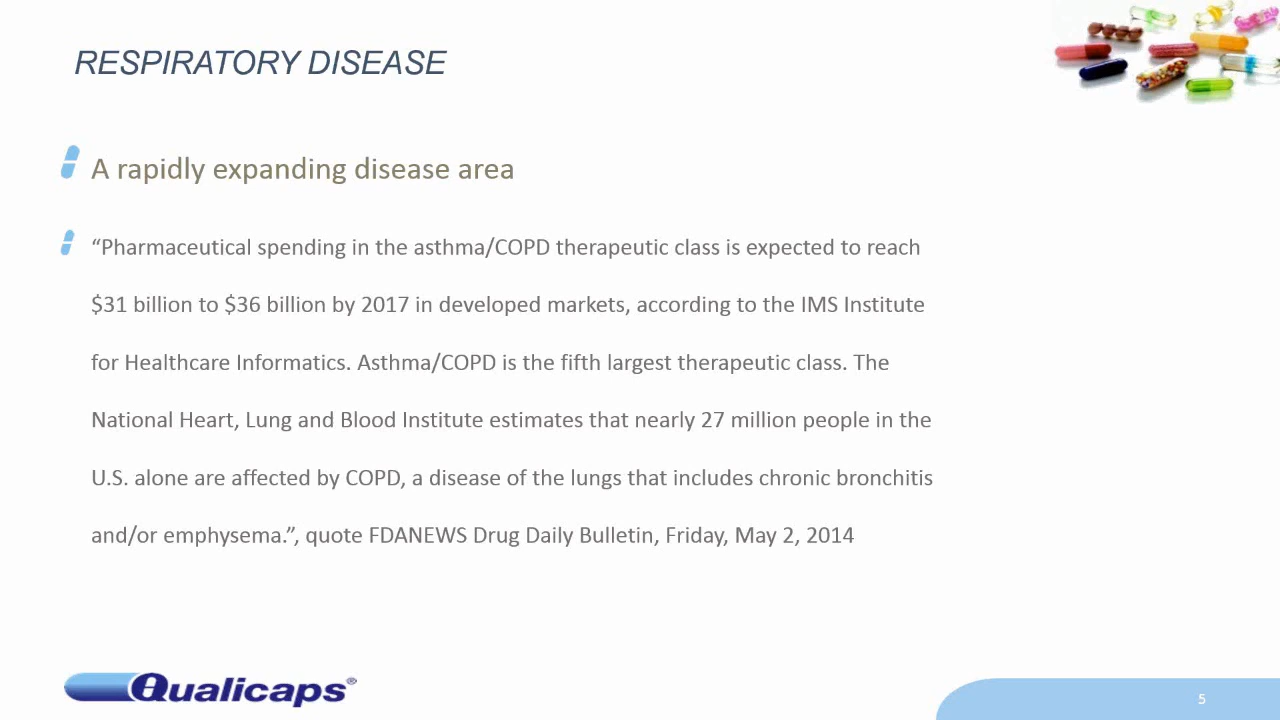 RESPIRATORY DISEASE
A rapidly expanding disease area
“Pharmaceutical spending in the asthma/COPD therapeutic class is expected to reach
$31 billion to $36 billion by 2017 in developed markets, according to the IMS Institute
for Healthcare Informatics. Asthma/COPD is the fifth largest therapeutic class. The
National Heart, Lung and Blood Institute estimates that nearly 27 million people in the
U.S. alone are affected by COPD, a disease of the lungs that includes chronic bronchitis
and/or emphysema.”, quote FDANEWS Drug Daily Bulletin, Friday, May 2, 2014
Qualicaps®
5